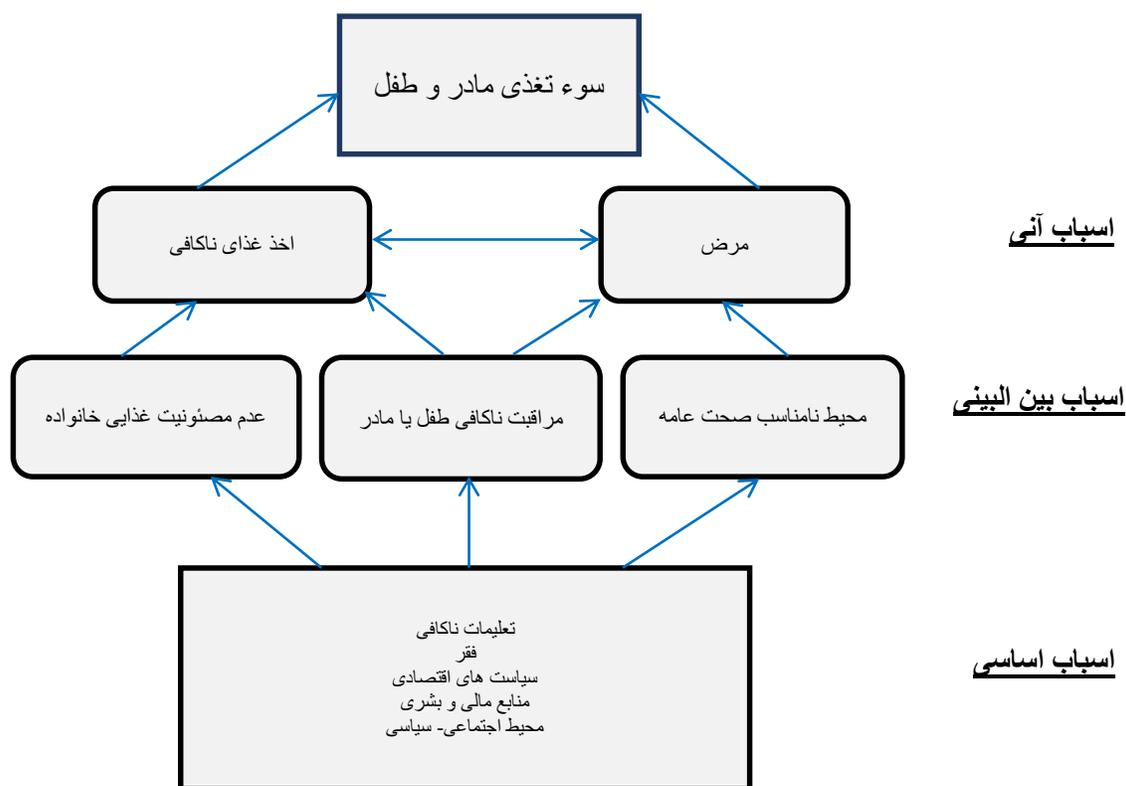 سوء تغذی مادر و طفل
اسباب آنی
مرض
اخذ غذای ناکافی
اسباب بین البینی
محیط نامناسب صحت عامه
مراقبت ناکافی طفل یا مادر
عدم مصئونیت غذایی خانواده
اسباب اساسی
تعلیمات ناکافی
فقر
سیاست های اقتصادی
منابع مالی و بشری
محیط اجتماعی- سیاسی